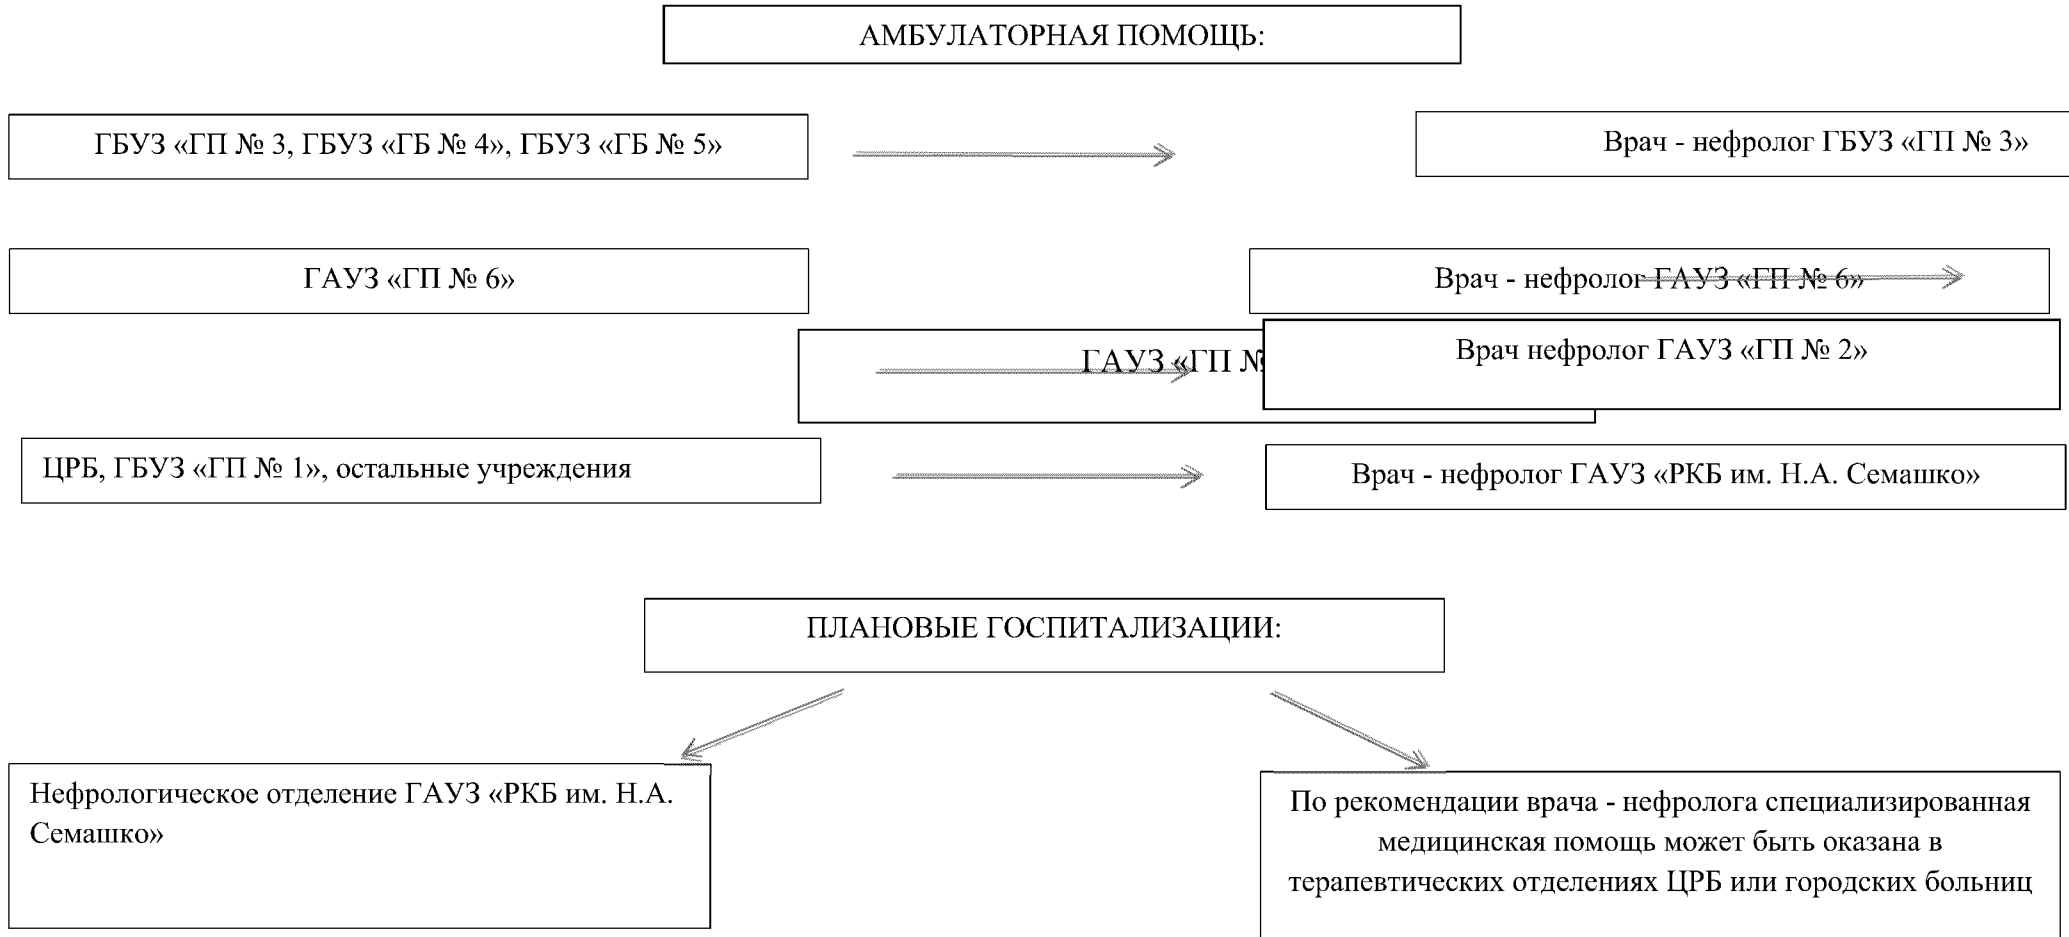 АМБУЛАТОРНАЯ ПОМОЩЬ:
ГБУЗ «ГП № 3, ГБУЗ «ГБ № 4», ГБУЗ «ГБ № 5»
Врач - нефролог ГБУЗ «ГП № 3»
ГАУЗ «ГП № 6»
Врач - нефролог ГАУЗ «ГП № 6»
ГАУЗ «ГП №
Врач нефролог ГАУЗ «ГП № 2»
ЦРБ, ГБУЗ «ГП № 1», остальные учреждения
Врач - нефролог ГАУЗ «РКБ им. Н.А. Семашко»
ПЛАНОВЫЕ ГОСПИТАЛИЗАЦИИ:
Нефрологическое отделение ГАУЗ «РКБ им. Н.А.
Семашко»
По рекомендации врача - нефролога специализированная
медицинская помощь может быть оказана в
терапевтических отделениях ЦРБ или городских больниц